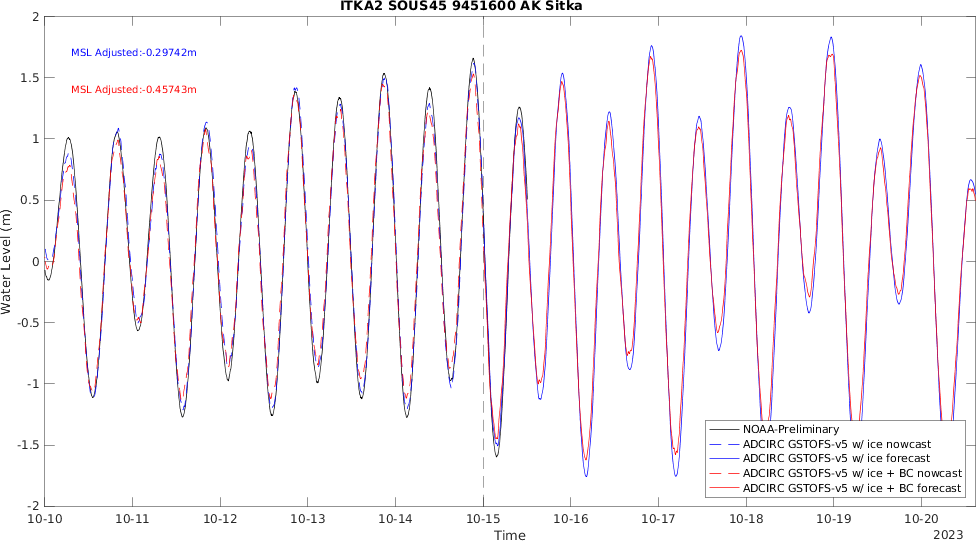 ITKA2 SOUS45 9451600 AK Sitka
MSL Adjusted:-0.29742m
MSL Adjusted:-0.45743m
Water Level (m)
2
1.5
1
0.5
0
-0.5
-1
-1.5
-2
NOAA-Preliminary
ADCIRC GSTOFS-v5 w/ ice nowcast
ADCIRC GSTOFS-v5 w/ ice forecast
ADCIRC GSTOFS-v5 w/ ice + BC nowcast
ADCIRC GSTOFS-v5 w/ ice + BC forecast
10-10 10-11 10-12 10-13 10-14 10-15 10-16 10-17 10-18 10-19 10-20
Time
2023